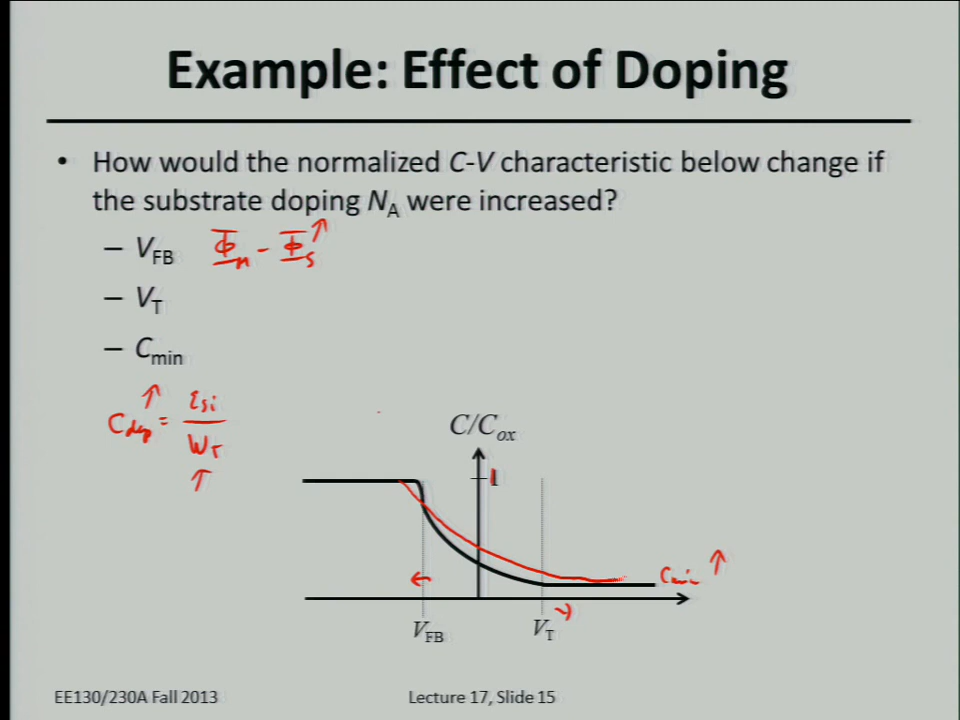 Example: Effect of Doping
• How would the normalized C-V characteristic below change if
the substrate doping NA were increased?
– VFB Φm - Φs ↑
– VT
– Cmin
↑
Cdep = εsi / WT
↑
C/Cox
1
Cmin ↑
←
→
VFB
VT
EE130/230A Fall 2013
Lecture 17, Slide 15